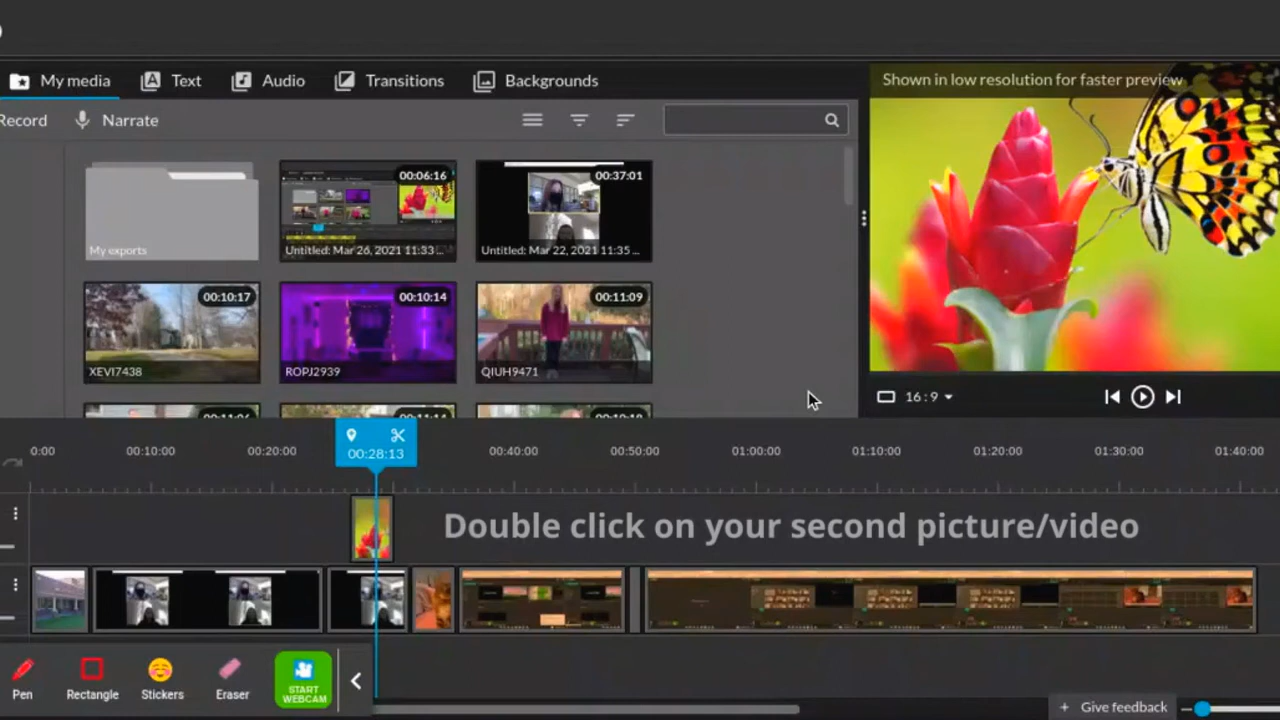 My media
Text
Audio
Transitions
Backgrounds
Shown in low resolution for faster preview
Record
Narrate
My exports
00:06:16
Untitled: Mar 26, 2021 11:33 ...
00:37:01
Untitled: Mar 22, 2021 11:35 ...
00:10:17
XEVI7438
00:10:14
ROPJ2939
00:11:09
QIUH9471
16:9
0:00
00:10:00
00:20:00
00:28:13
00:40:00
00:50:00
01:00:00
01:10:00
01:20:00
01:30:00
01:40:00
Double click on your second picture/video
Pen
Rectangle
Stickers
Eraser
START
WEBCAM
+ Give feedback